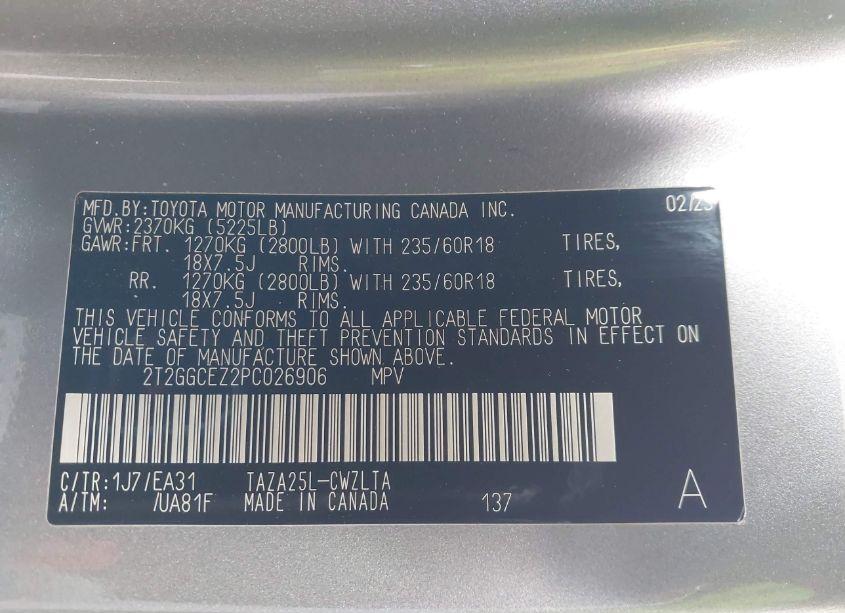 MFD.BY:TOYOTA MOTOR MANUFACTURING CANADA INC. 02/23
GVWR:2370KG (5225LB)
GAWR:FRT. 1270KG (2800LB) WITH 235/60R18 TIRES,
18X7.5J RIMS.
RR. 1270KG (2800LB) WITH 235/60R18 TIRES,
18X7.5J RIMS.
THIS VEHICLE CONFORMS TO ALL APPLICABLE FEDERAL MOTOR
VEHICLE SAFETY AND THEFT PREVENTION STANDARDS IN EFFECT ON
THE DATE OF MANUFACTURE SHOWN ABOVE.
2T2GGCEZ2PC026906 MPV
C/TR:1J7/EA31 TAZA25L-CWZLTA
A/TM: /UA81F MADE IN CANADA 137 A